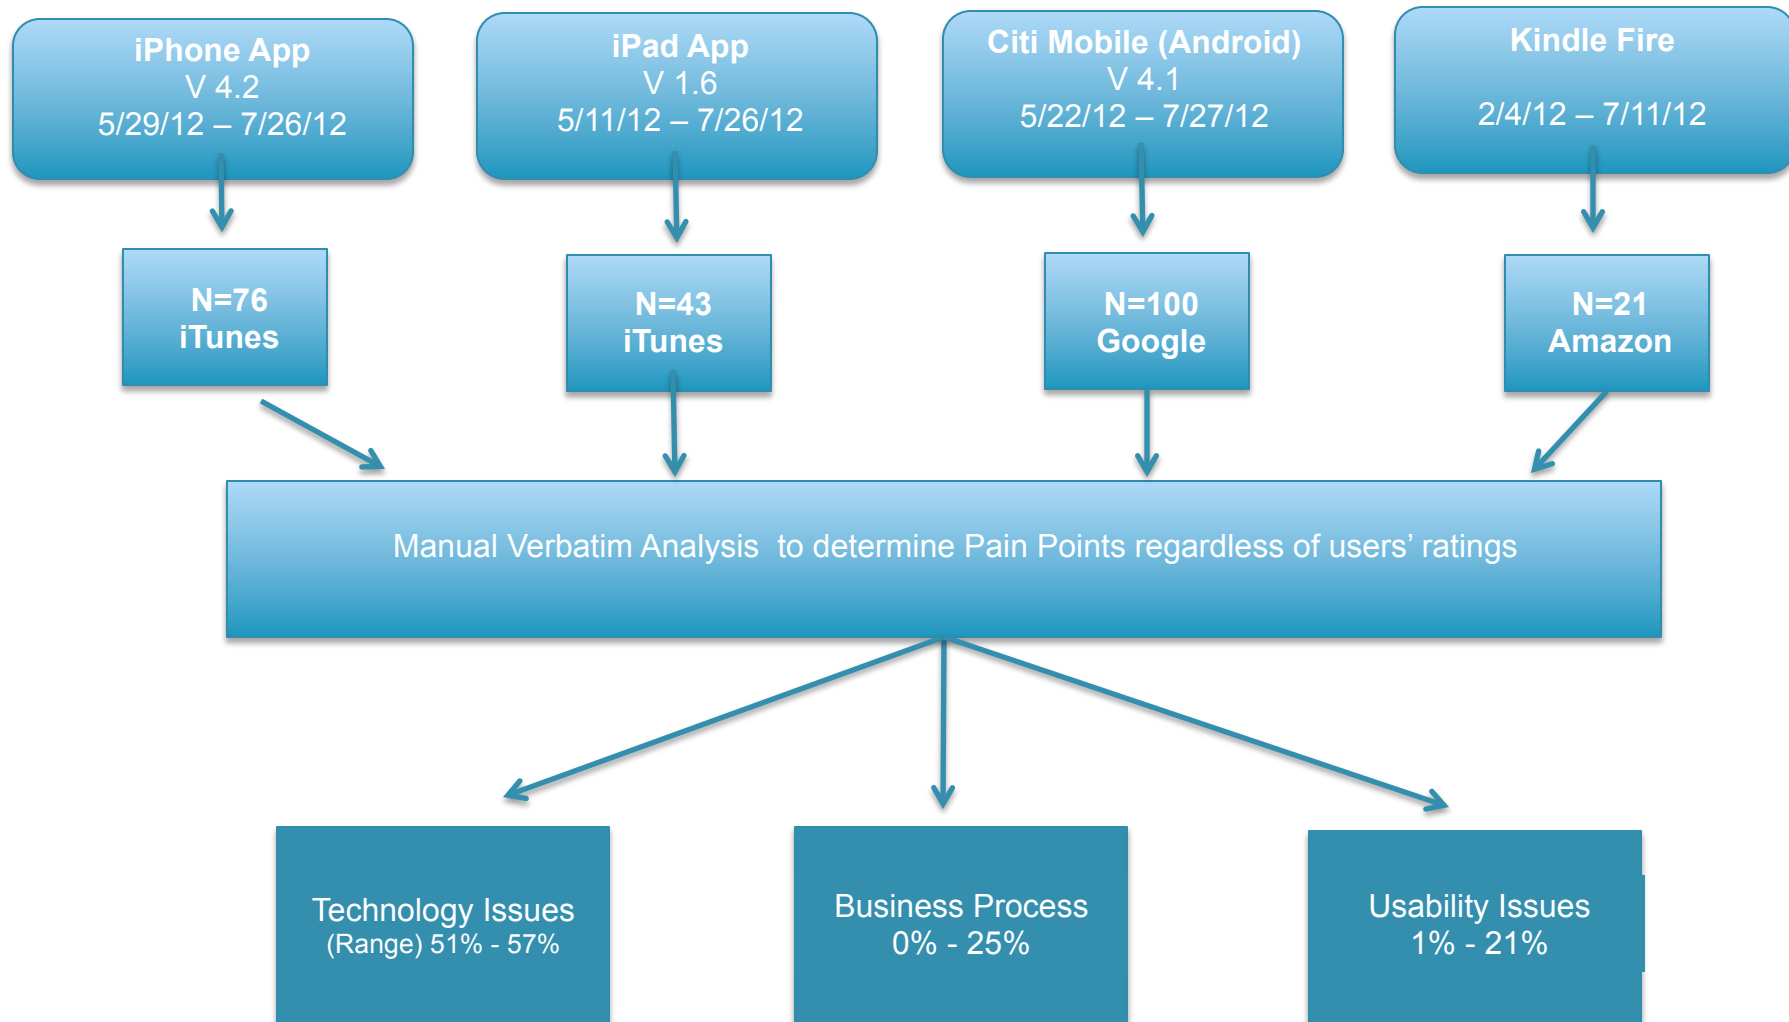 iPhone App
V 4.2
5/29/12 – 7/26/12
iPad App
V 1.6
5/11/12 – 7/26/12
Citi Mobile (Android)
V 4.1
5/22/12 – 7/27/12
Kindle Fire
2/4/12 – 7/11/12
N=76
iTunes
N=43
iTunes
N=100
Google
N=21
Amazon
Manual Verbatim Analysis  to determine Pain Points regardless of users’ ratings
Technology Issues
(Range) 51% - 57%
Business Process
0% - 25%
Usability Issues
1% - 21%